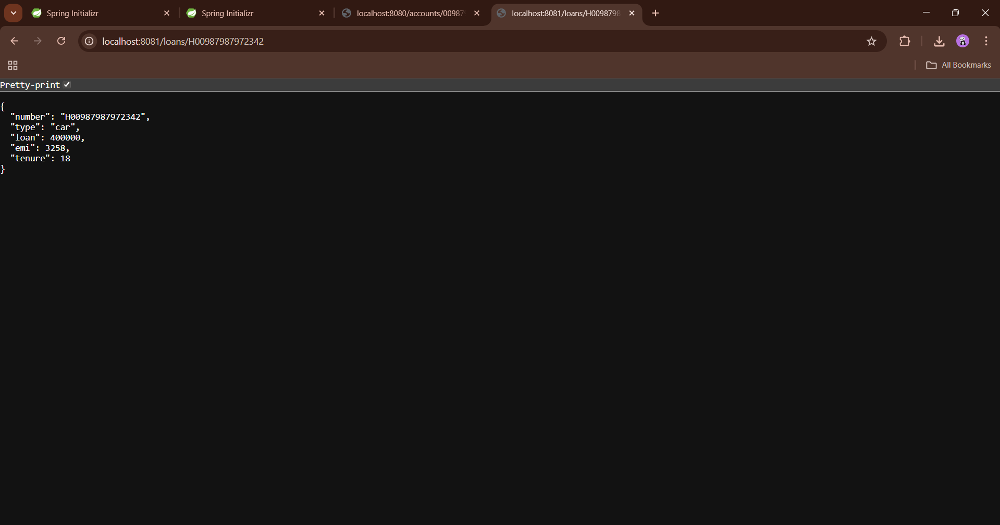 Spring Initializr
Spring Initializr
localhost:8080/accounts/00987
localhost:8081/loans/H0098798
localhost:8081/loans/H00987987972342
All Bookmarks
Pretty-print
{
"number": "H00987987972342",
"type": "car",
"loan": 400000,
"emi": 3258,
"tenure": 18
}